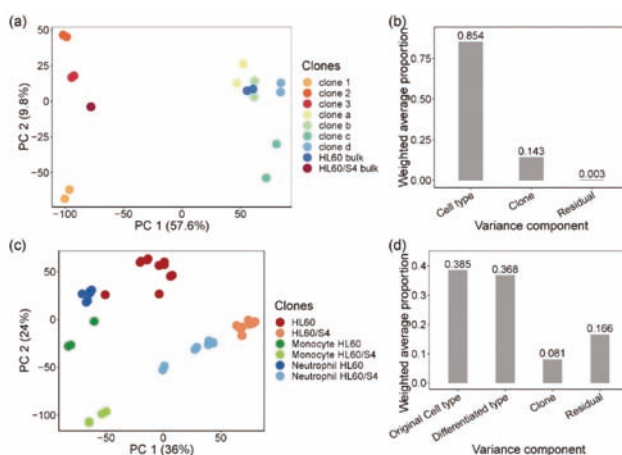 (a)
50
25
0
-25
-50
PC 2 (9.8%)
-100
-50
0
50
PC 1 (57.6%)
Clones
clone 1
clone 2
clone 3
clone a
clone b
clone c
clone d
HL60 bulk
HL60/S4 bulk
(b)
Weighted average proportion
0.75
0.50
0.25
0.00
0.854
0.143
0.003
Cell type
Clone
Residual
Variance component
(c)
50
0
-50
-100
PC 2 (24%)
-100
-50
0
50
PC 1 (36%)
Clones
HL60
HL60/S4
Monocyte HL60
Monocyte HL60/S4
Neutrophil HL60
Neutrophil HL60/S4
(d)
Weighted average proportion
0.4
0.3
0.2
0.1
0.0
0.385
0.368
0.081
0.166
Original Cell type
Differentiated type
Clone
Residual
Variance component